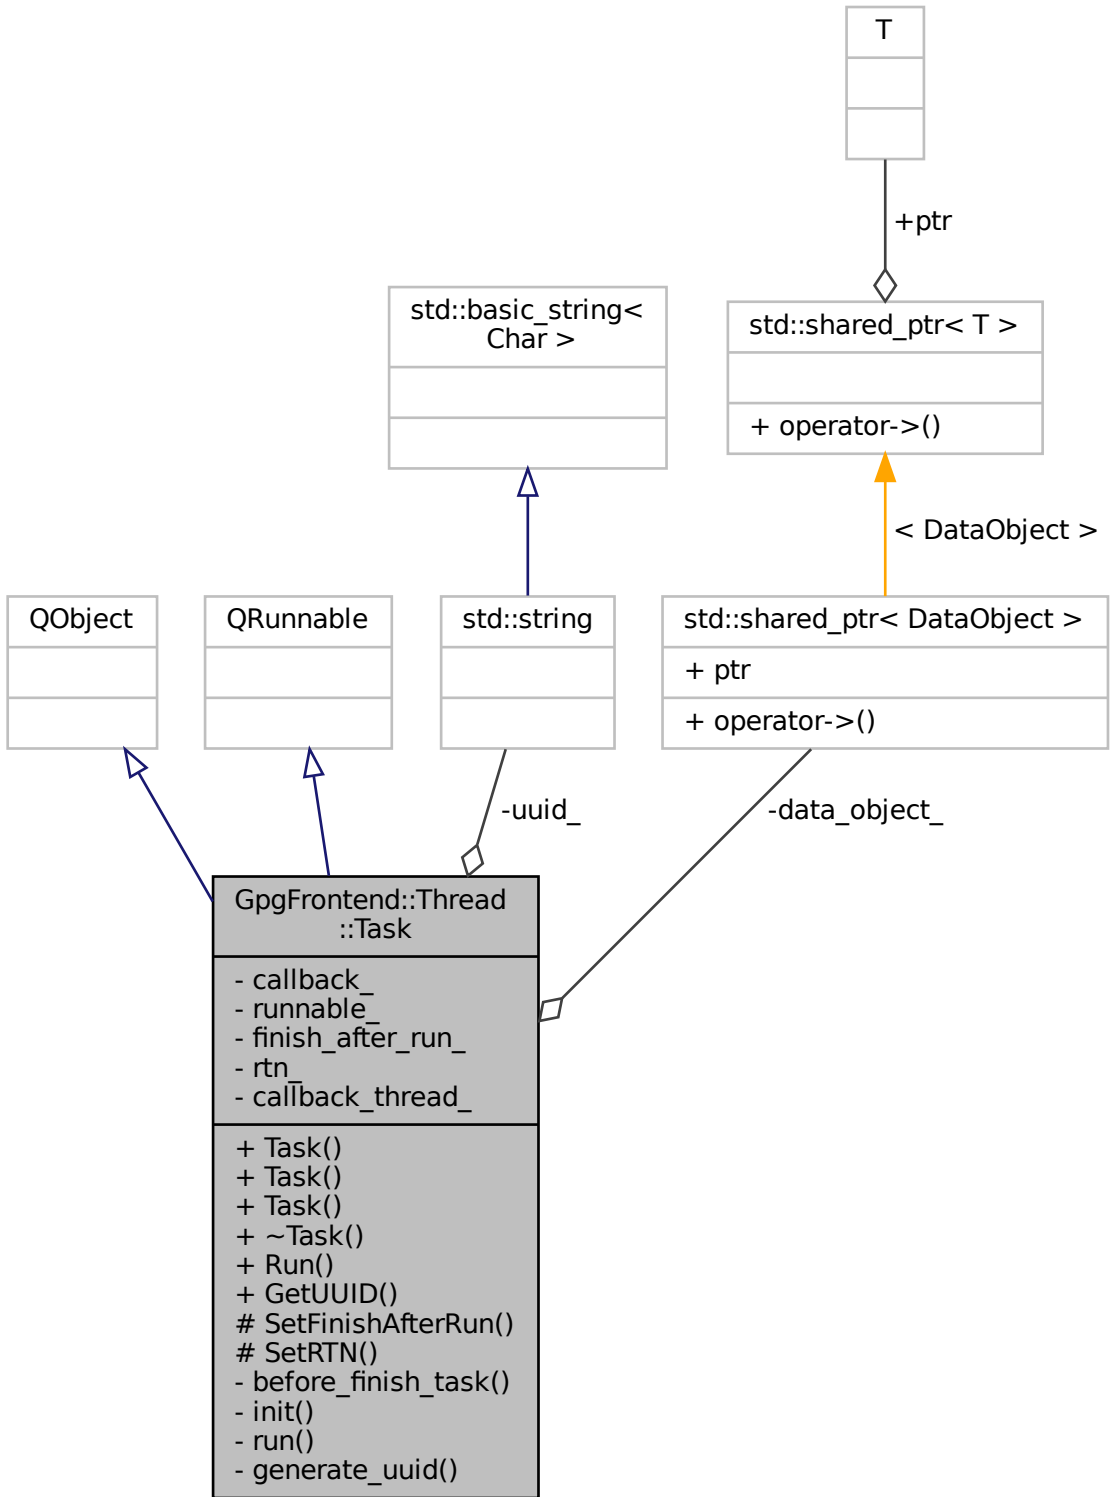 T
+ptr
std::basic_string<
Char >
std::shared_ptr< T >
+ operator->()
< DataObject >
QObject
QRunnable
std::string
std::shared_ptr< DataObject >
+ ptr
+ operator->()
-uuid_
-data_object_
GpgFrontend::Thread
::Task
- callback_
- runnable_
- finish_after_run_
- rtn_
- callback_thread_
+ Task()
+ Task()
+ Task()
+ ~Task()
+ Run()
+ GetUUID()
# SetFinishAfterRun()
# SetRTN()
- before_finish_task()
- init()
- run()
- generate_uuid()